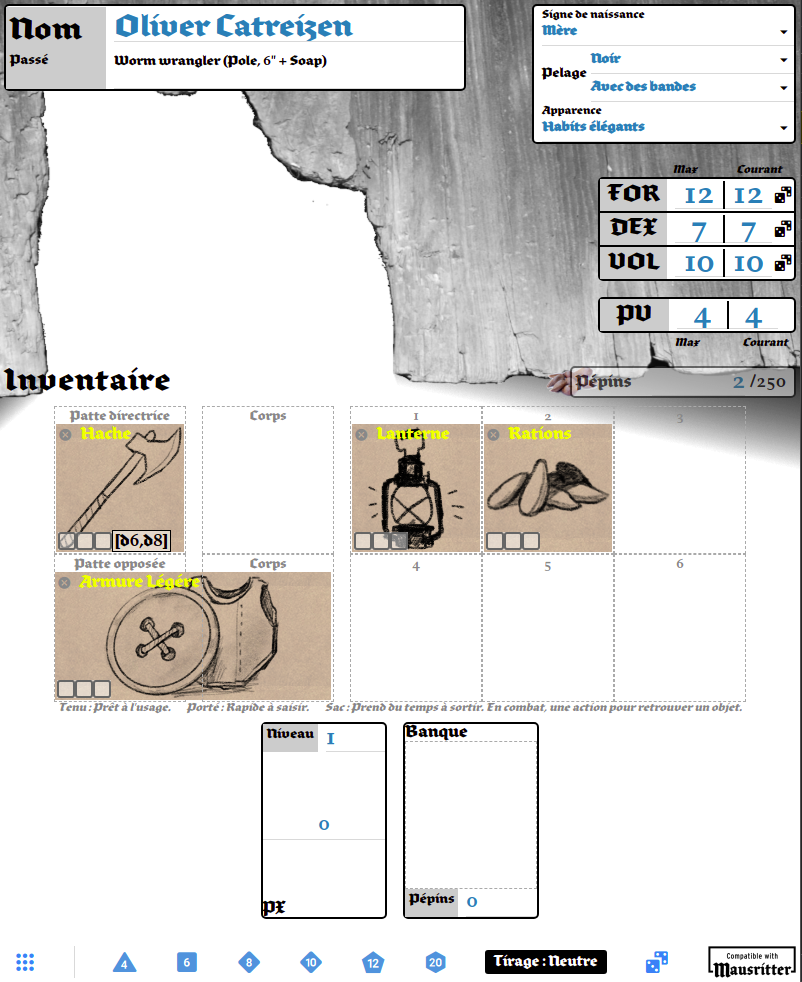 Nom
Oliver Catreizen
Passé
Worm wrangler (Pole, 6" + Soap)
Signe de naissance
Mère
Pelage
Noir
Avec des bandes
Apparence
Habits élégants
Max Courant
FOR 12 12
DEX 7 7
VOL 10 10
PV 4 4
Max Courant
Inventaire
Pépins 2 /250
Patte directrice Corps 1 2 3
Hache Lanterne Rations
[d6,d8]
Patte opposée Corps 4 5 6
Armure Légére
Tenu : Prêt à l'usage. Porté : Rapide à saisir. Sac : Prend du temps à sortir. En combat, une action pour retrouver un objet.
Niveau 1
0
PX
Banque
Pépins 0
4 6 8 10 12 20
Tirage : Neutre
Compatible with
Mausritter